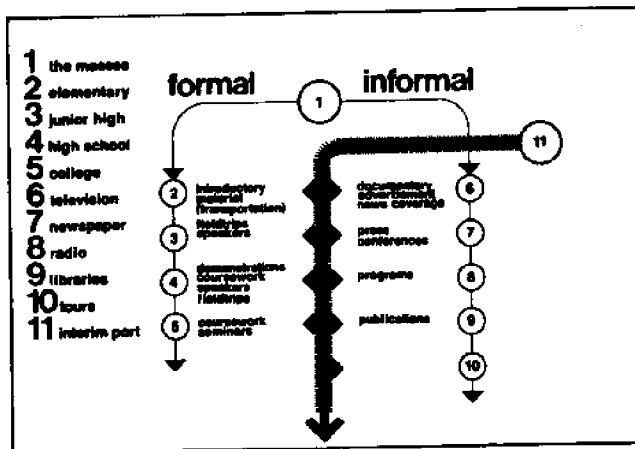 1 the masses
2 elementary
3 junior high
4 high school
5 college
6 television
7 newspaper
8 radio
9 libraries
10 tours
11 interim port
formal
informal
1
11
2
introductory
material
(transportation)
3
fieldtrips
speakers
4
demonstrations
coursework
speakers
fieldtrips
5
coursework
seminars
documentary
advertisements
news coverage
6
press
conferences
7
programs
8
publications
9
10